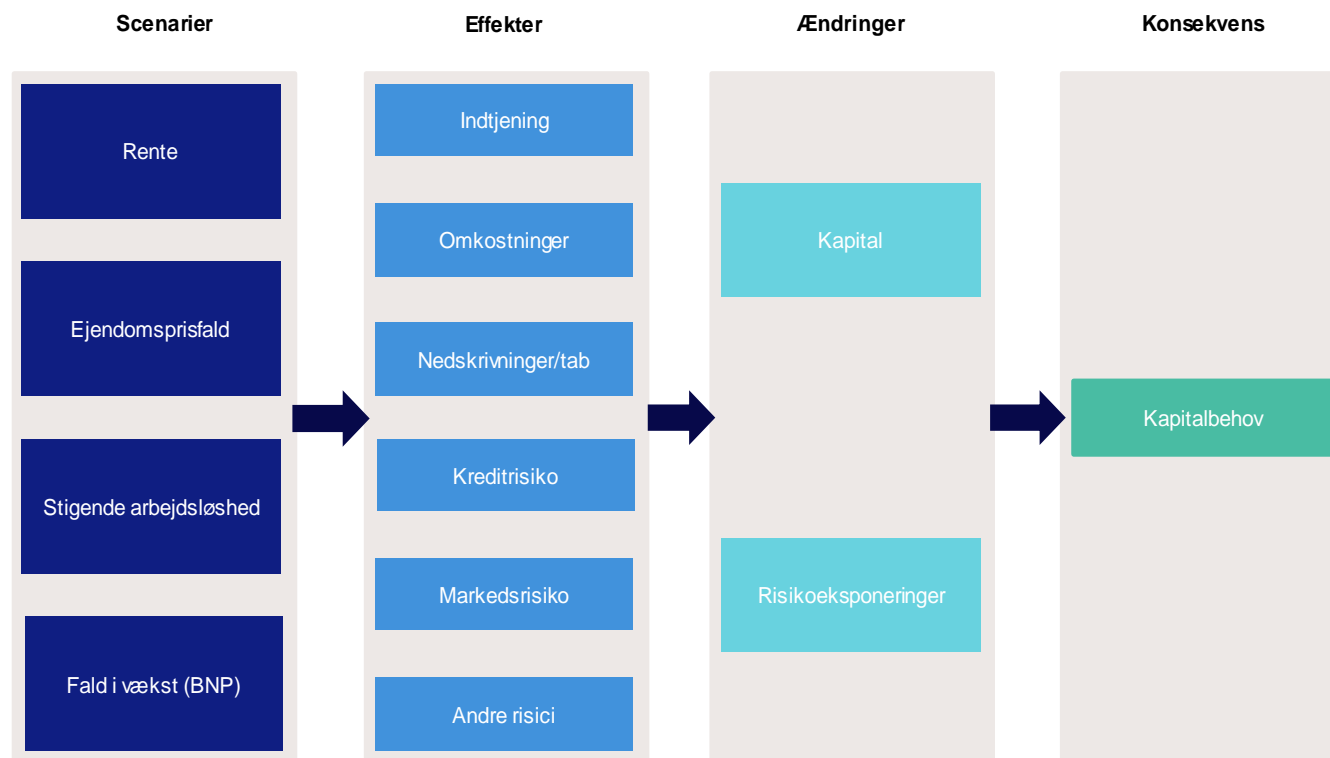 Scenarier
Effekter
Ændringer
Konsekvens
Rente
Ejendomsprisfald
Stigende arbejdsløshed
Fald i vækst (BNP)
Indtjening
Omkostninger
Nedskrivninger/tab
Kreditrisiko
Markedsrisiko
Andre risici
Kapital
Risikoeksponeringer
Kapitalbehov